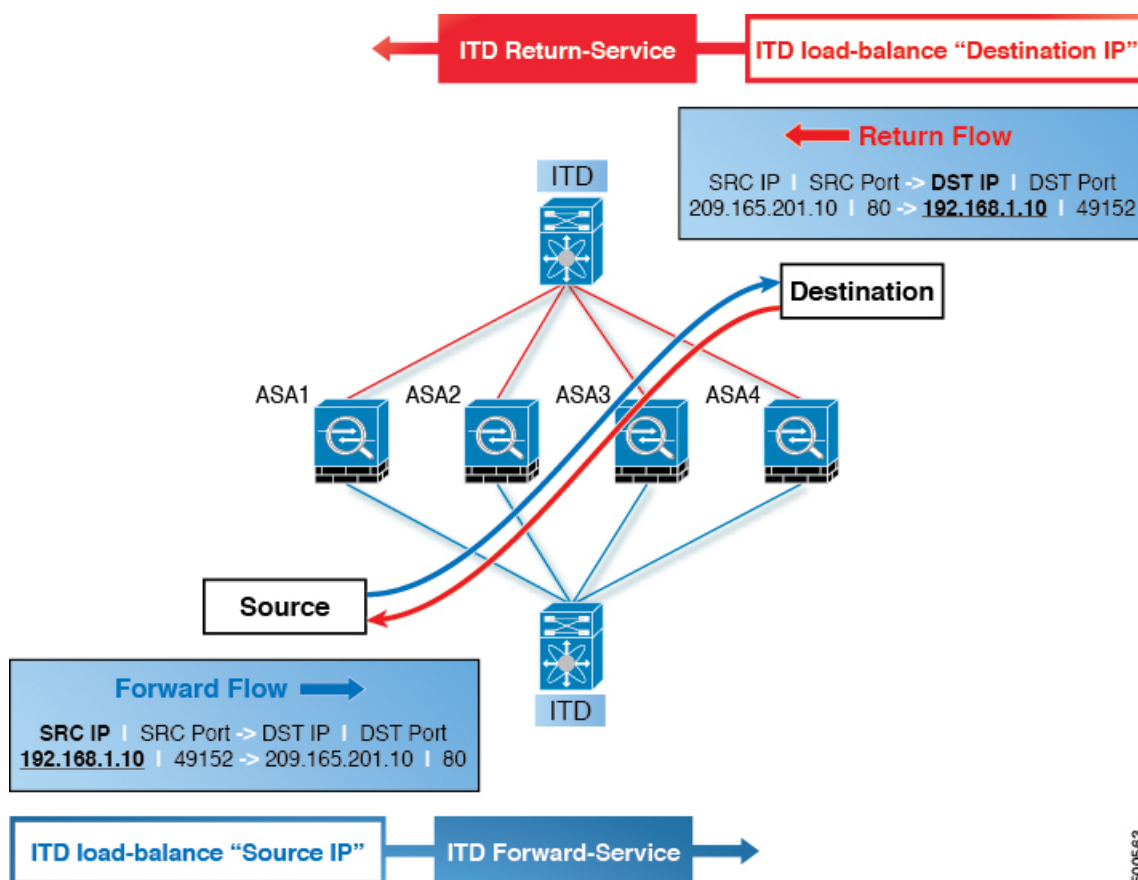 ITD Return-Service
ITD load-balance “Destination IP”
Return Flow
SRC IP | SRC Port -> DST IP | DST Port
209.165.201.10 | 80 -> 192.168.1.10 | 49152
ITD
Destination
ASA1
ASA2
ASA3
ASA4
Source
ITD
Forward Flow
SRC IP | SRC Port -> DST IP | DST Port
192.168.1.10 | 49152 -> 209.165.201.10 | 80
ITD load-balance “Source IP”
ITD Forward-Service